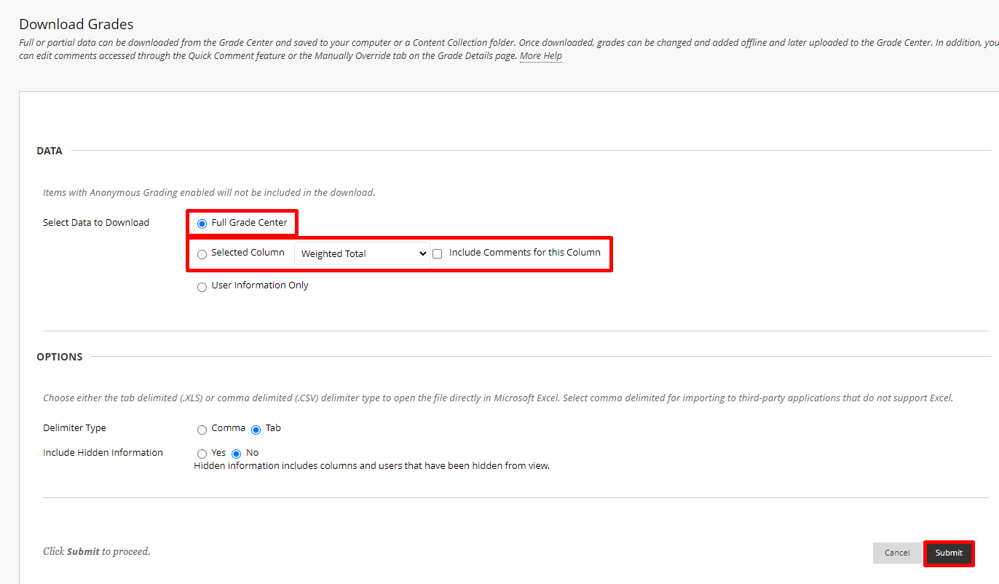 Download Grades
Full or partial data can be downloaded from the Grade Center and saved to your computer or a Content Collection folder. Once downloaded, grades can be changed and added offline and later uploaded to the Grade Center. In addition, you
can edit comments accessed through the Quick Comment feature or the Manually Override tab on the Grade Details page. More Help
DATA
Items with Anonymous Grading enabled will not be included in the download.
Select Data to Download Full Grade Center
Selected Column Weighted Total Include Comments for this Column
User Information Only
OPTIONS
Choose either the tab delimited (.XLS) or comma delimited (.CSV) delimiter type to open the file directly in Microsoft Excel. Select comma delimited for importing to third-party applications that do not support Excel.
Delimiter Type Comma Tab
Include Hidden Information Yes No
Hidden information includes columns and users that have been hidden from view.
Click Submit to proceed. Cancel Submit